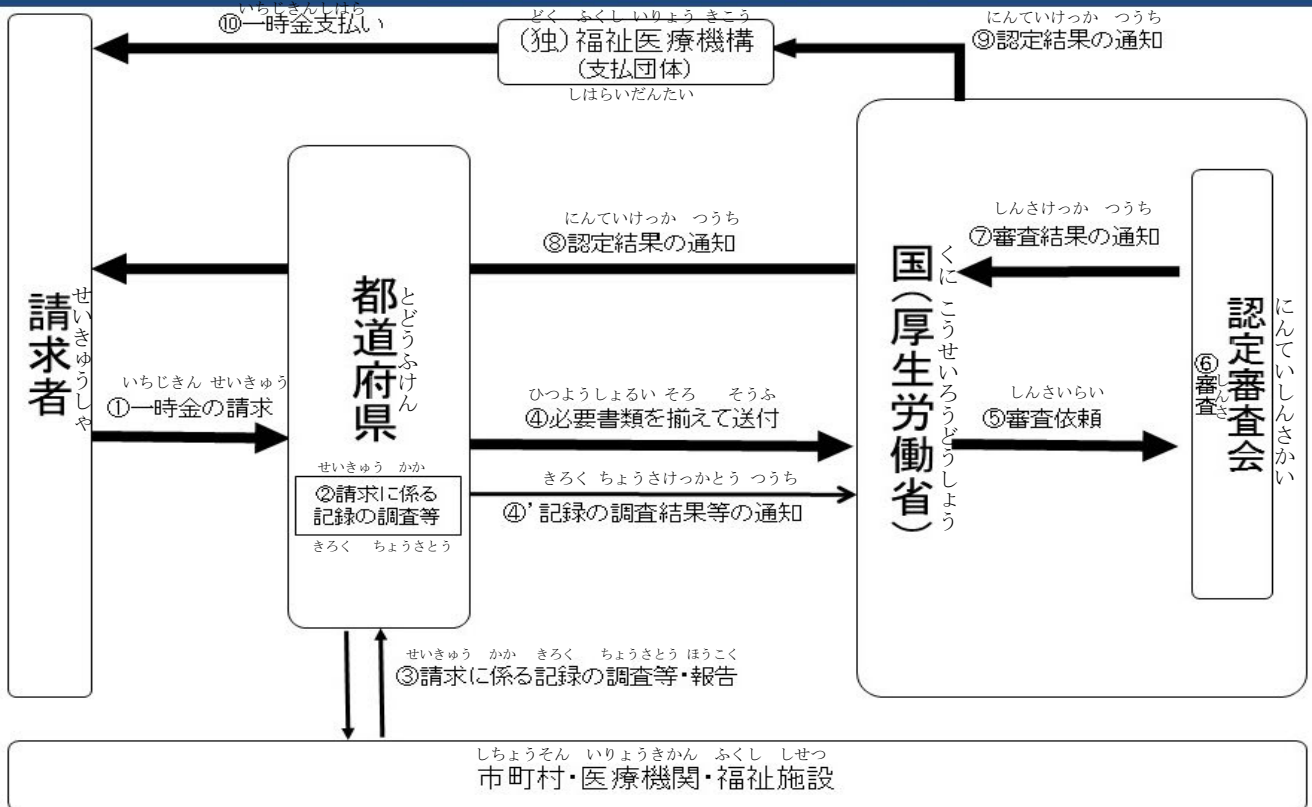 いちじきんしはら
⑩一時金支払い
どく ふくし いりょう きこう
(独)福祉医療機構
(支払団体)
しはらいだんたい
にんていけっか つうち
⑨認定結果の通知
にんていけっか つうち
⑧認定結果の通知
しんさけっか つうち
⑦審査結果の通知
請求者
せいきゅうしゃ
いちじきん せいきゅう
①一時金の請求
都道府県
とどうふけん
せいきゅう かか
②請求に係る
記録の調査等
きろく ちょうさとう
ひつようしょるい そろ そうふ
④必要書類を揃えて送付
きろく ちょうさけっかとう つうち
④’記録の調査結果等の通知
国(厚生労働省)
くに こうせいろうどうしょう
しんさいらい
⑤審査依頼
⑥審査
しんさ
認定審査会
にんていしんさかい
せいきゅう かか きろく ちょうさとう ほうこく
③請求に係る記録の調査等・報告
しちょうそん いりょうきかん ふくし しせつ
市町村・医療機関・福祉施設